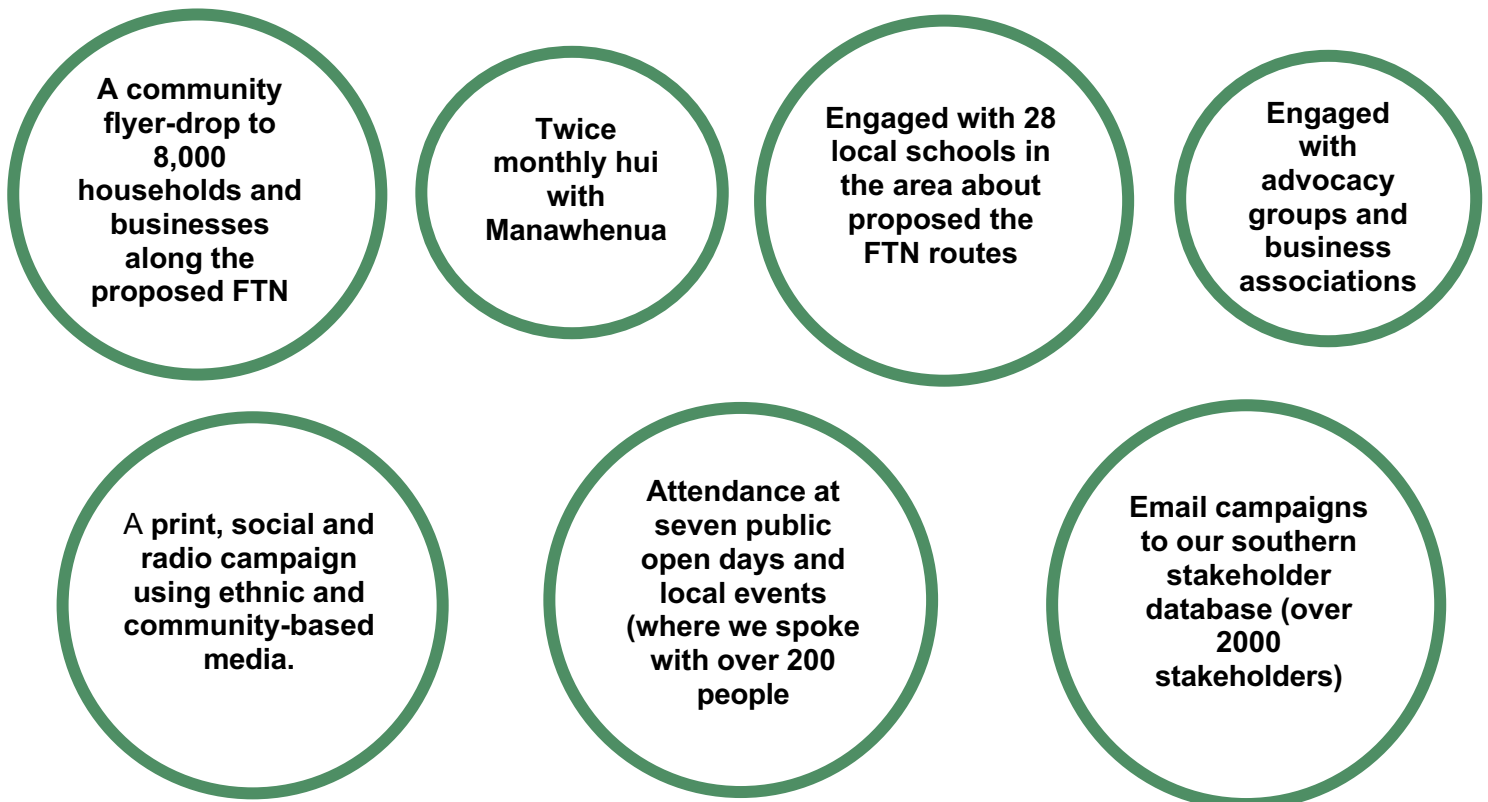 A community
flyer-drop to
8,000
households and
businesses
along the
proposed FTN
Twice
monthly hui
with
Manawhenua
Engaged with 28
local schools in
the area about
proposed the
FTN routes
Engaged
with
advocacy
groups and
business
associations
A print, social and
radio campaign
using ethnic and
community-based
media.
Attendance at
seven public
open days and
local events
(where we spoke
with over 200
people
Email campaigns
to our southern
stakeholder
database (over
2000
stakeholders)